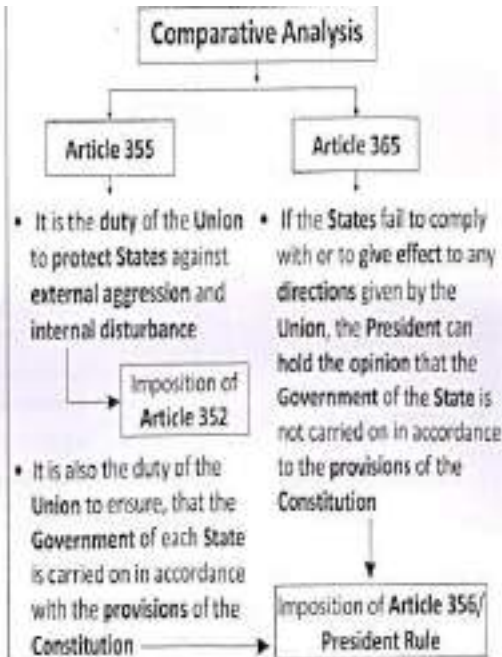 Comparative Analysis
Article 355
• It is the duty of the Union
to protect States against
external aggression and
internal disturbance
Imposition of
Article 352
• It is also the duty of the
Union to ensure, that the
Government of each State
is carried on in accordance
with the provisions of the
Constitution
Article 365
• If the States fail to comply
with or to give effect to any
directions given by the
Union, the President can
hold the opinion that the
Government of the State is
not carried on in accordance
to the provisions of the
Constitution
Imposition of Article 356/
President Rule